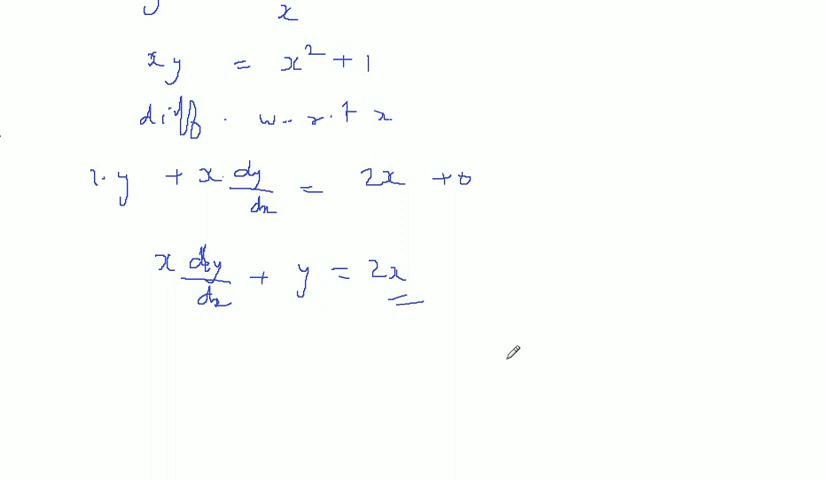 y x
xy = x² + 1
diff. w.r.t x
1. y + x. dy/dx = 2x + 0
x dy/dx + y = 2x